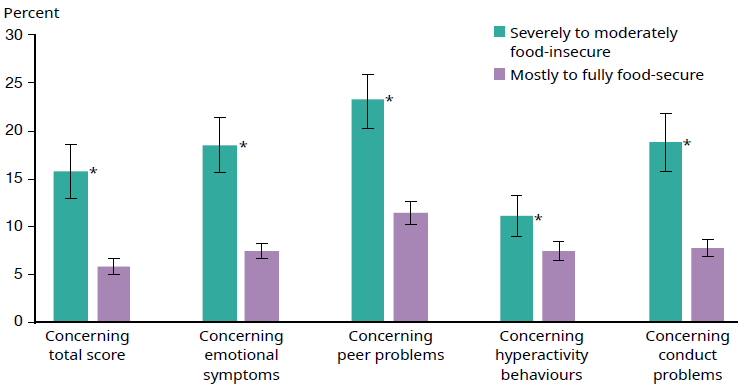 Percent
30
25
20
15
10
5
0
Severely to moderately
food-insecure
Mostly to fully food-secure
*
*
*
*
*
Concerning
total score
Concerning
emotional
symptoms
Concerning
peer problems
Concerning
hyperactivity
behaviours
Concerning
conduct
problems